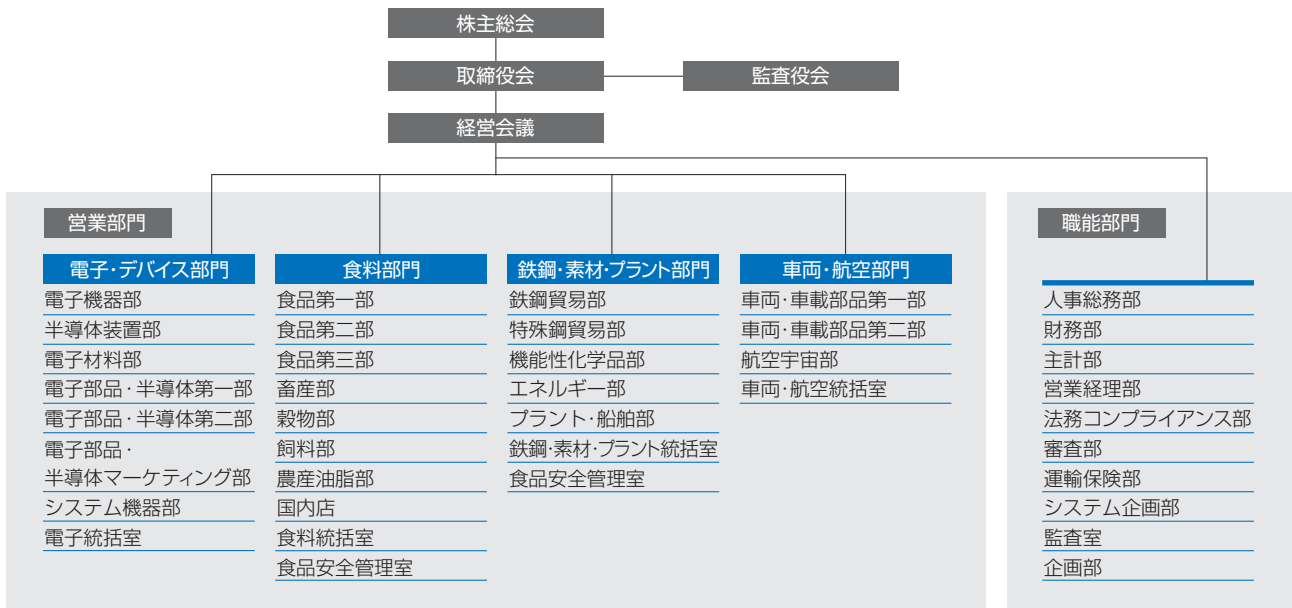 株主総会
取締役会
監査役会
経営会議
営業部門
電子・デバイス部門
電子機器部
半導体装置部
電子材料部
電子部品・半導体第一部
電子部品・半導体第二部
電子部品・
半導体マーケティング部
システム機器部
電子統括室
食料部門
食品第一部
食品第二部
食品第三部
畜産部
穀物部
飼料部
農産油脂部
国内店
食料統括室
食品安全管理室
鉄鋼・素材・プラント部門
鉄鋼貿易部
特殊鋼貿易部
機能性化学品部
エネルギー部
プラント・船舶部
鉄鋼・素材・プラント統括室
食品安全管理室
車両・航空部門
車両・車載部品第一部
車両・車載部品第二部
航空宇宙部
車両・航空統括室
職能部門
人事総務部
財務部
主計部
営業経理部
法務コンプライアンス部
審査部
運輸保険部
システム企画部
監査室
企画部